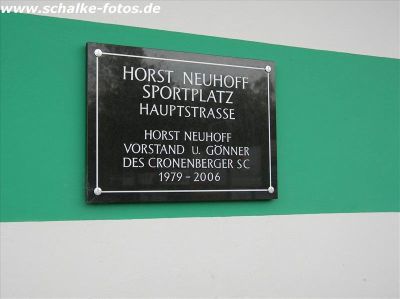 www.schalke-fotos.de
HORST NEUHOFF
SPORTPLATZ
HAUPTSTRASSE
HORST NEUHOFF
VORSTAND U. GÖNNER
DES CRONENBERGER SC
1979 - 2006